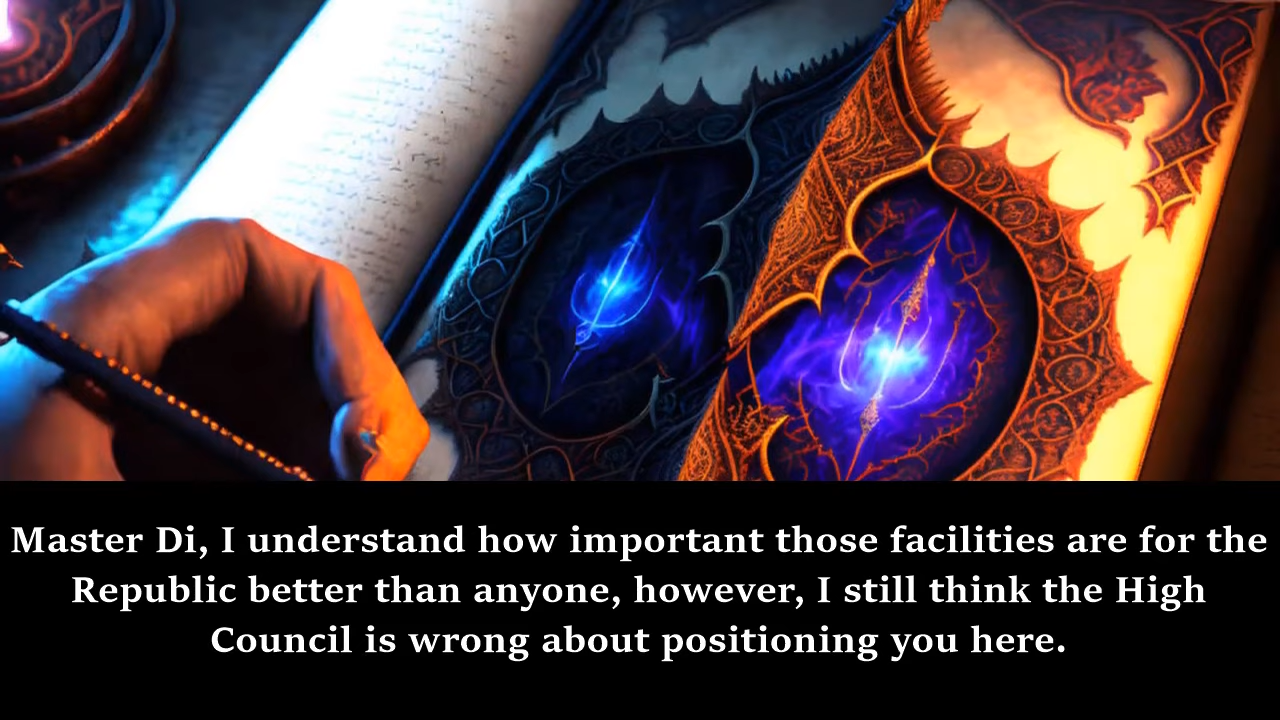 Master Di, I understand how important those facilities are for the
Republic better than anyone, however, I still think the High
Council is wrong about positioning you here.